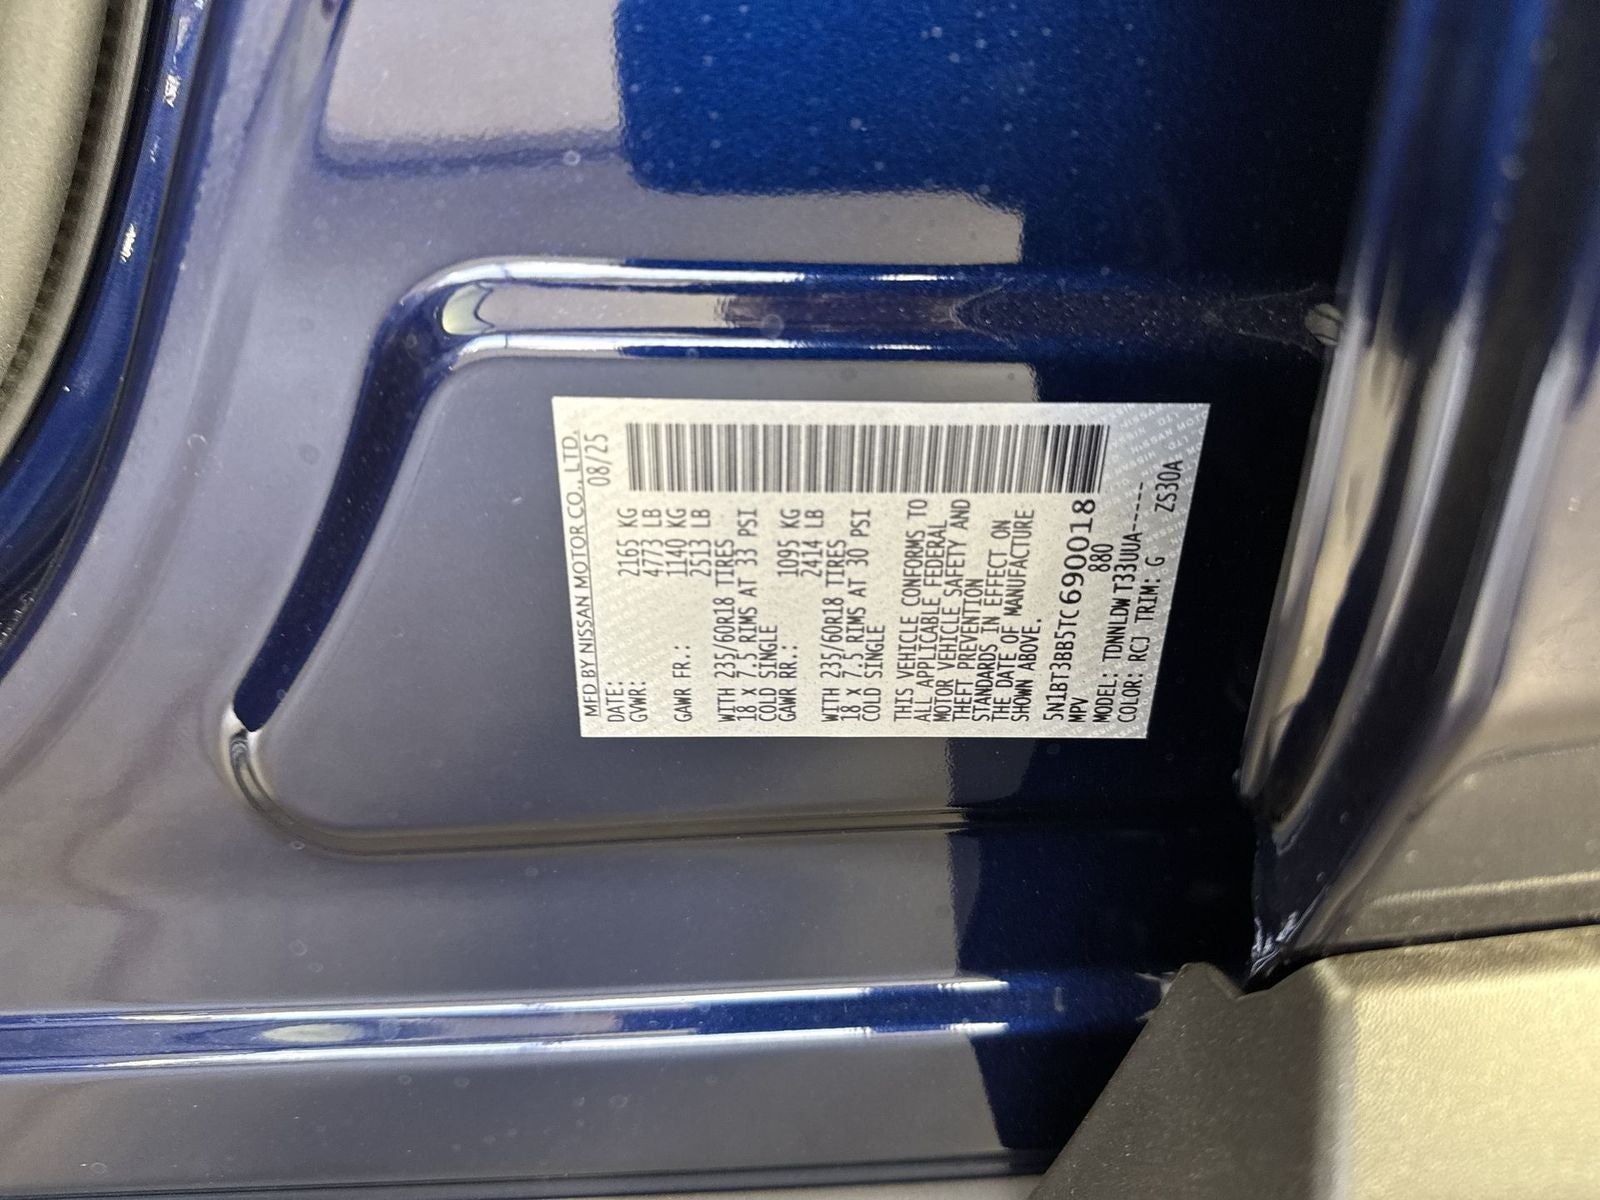 MFD BY NISSAN MOTOR CO., LTD.
DATE: 08/25
GVWR: 2165 KG
4773 LB
GAWR FR.: 1140 KG
2513 LB
WITH 235/60R18 TIRES
18 X 7.5 RIMS AT 33 PSI
COLD SINGLE
GAWR RR.: 1095 KG
2414 LB
WITH 235/60R18 TIRES
18 X 7.5 RIMS AT 30 PSI
COLD SINGLE
THIS VEHICLE CONFORMS TO
ALL APPLICABLE FEDERAL
MOTOR VEHICLE SAFETY AND
THEFT PREVENTION
STANDARDS IN EFFECT ON
THE DATE OF MANUFACTURE
SHOWN ABOVE.
5N1BT3BB5TC690018
MPV 880
MODEL: TDNNLDWT33UUA-----
COLOR: RCJ TRIM: G ZS30A